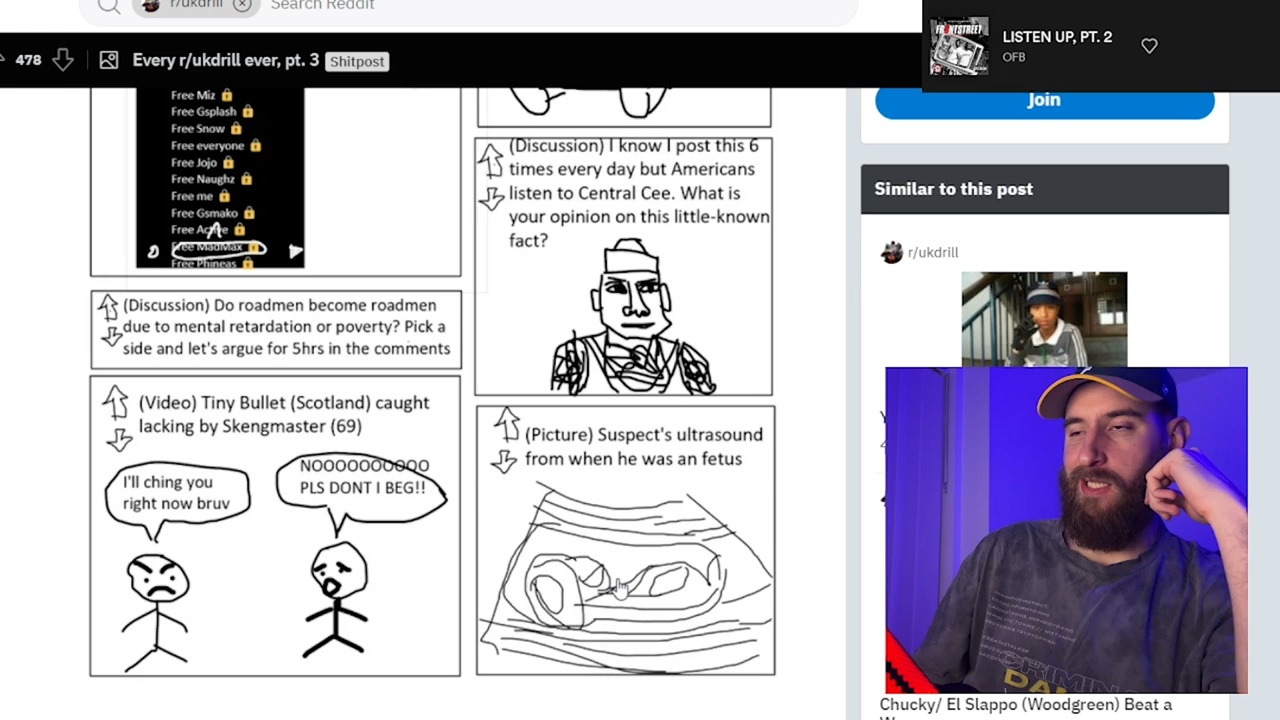 r/ukdrill
Search Reddit
LISTEN UP, PT. 2
OFB
478
Every r/ukdrill ever, pt. 3
Shitpost
Join
Free Miz 🔒
Free Gsplash 🔒
Free Snow 🔒
Free everyone 🔒
Free Jojo 🔒
Free Naughz 🔒
Free me 🔒
Free Gsmako 🔒
Free Active 🔒
Free MadMax 🔒
Free Phineas 🔒
(Discussion) Do roadmen become roadmen
due to mental retardation or poverty? Pick a
side and let's argue for 5hrs in the comments
(Video) Tiny Bullet (Scotland) caught
lacking by Skengmaster (69)
I'll ching you
right now bruv
NOOOOOOOOOO
PLS DONT I BEG!!
(Discussion) I know I post this 6
times every day but Americans
listen to Central Cee. What is
your opinion on this little-known
fact?
(Picture) Suspect's ultrasound
from when he was an fetus
Similar to this post
r/ukdrill
Chucky/ El Slappo (Woodgreen) Beat a